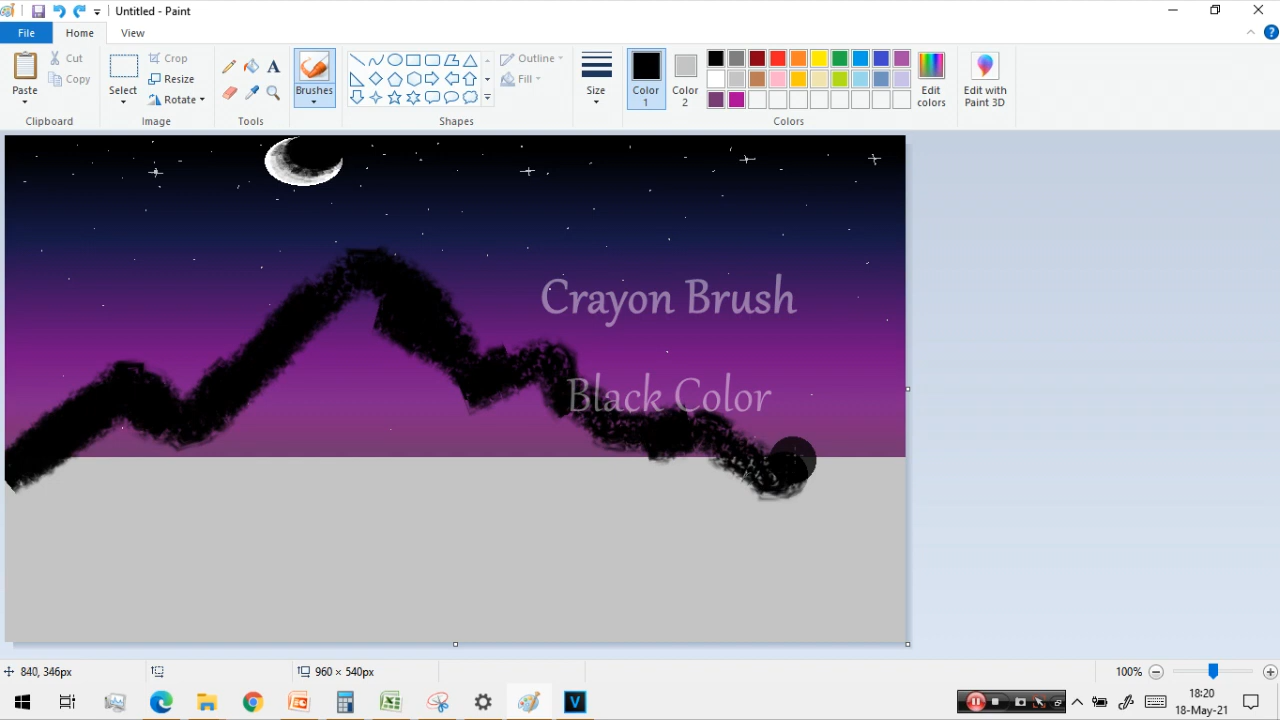 Untitled - Paint
File
Home
View
Paste
Cut
Copy
Clipboard
Select
Crop
Resize
Rotate
Image
A
Tools
Brushes
Outline
Fill
Shapes
Size
Color
1
Color
2
Edit
colors
Edit with
Paint 3D
Colors
Crayon Brush
Black Color
840, 346px
960 × 540px
100%
V
18:20
18-May-21